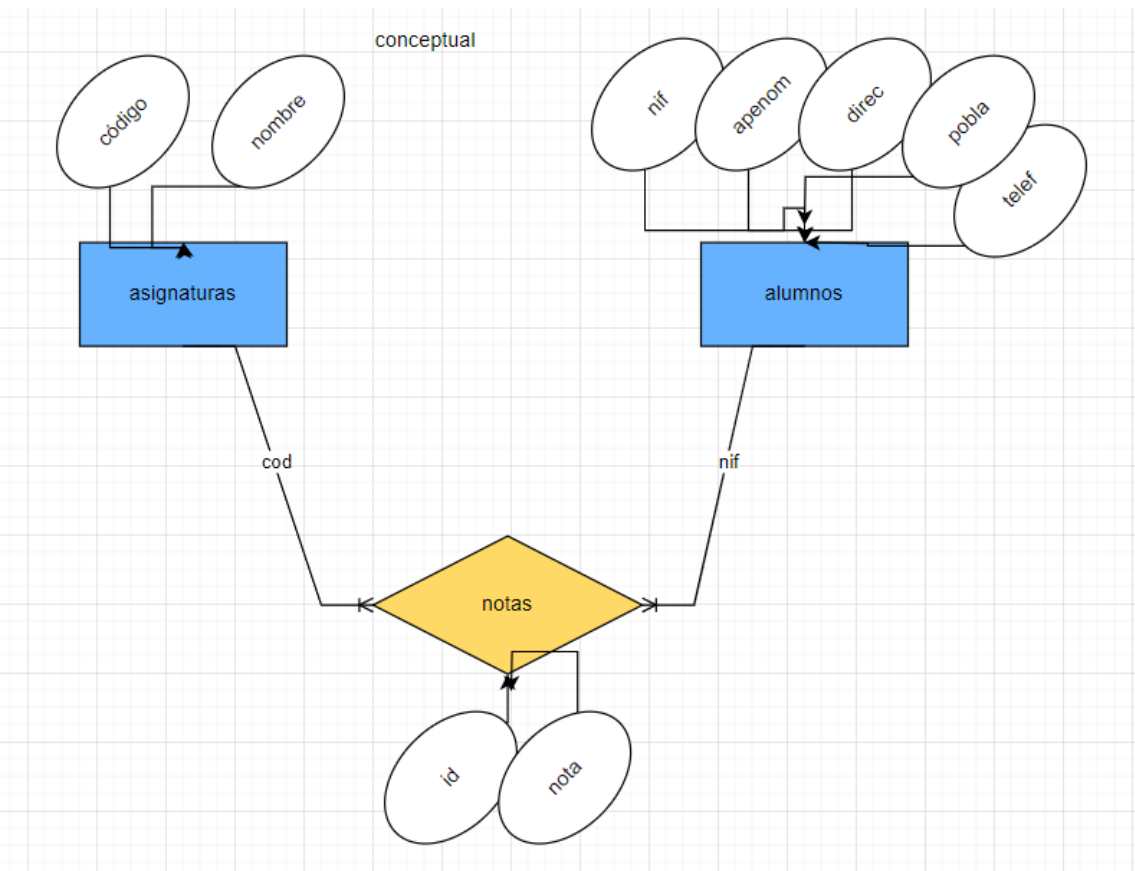 conceptual
código
nombre
nif
apenom
direc
pobla
telef
asignaturas
alumnos
cod
nif
notas
id
nota